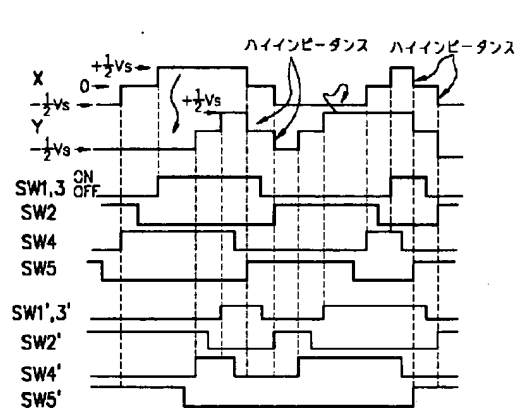 ハイインピーダンス ハイインピーダンス
X +½Vs
0
-½Vs
+½Vs
Y
-½Vs
SW1,3 ON
OFF
SW2
SW4
SW5
SW1',3'
SW2'
SW4'
SW5'